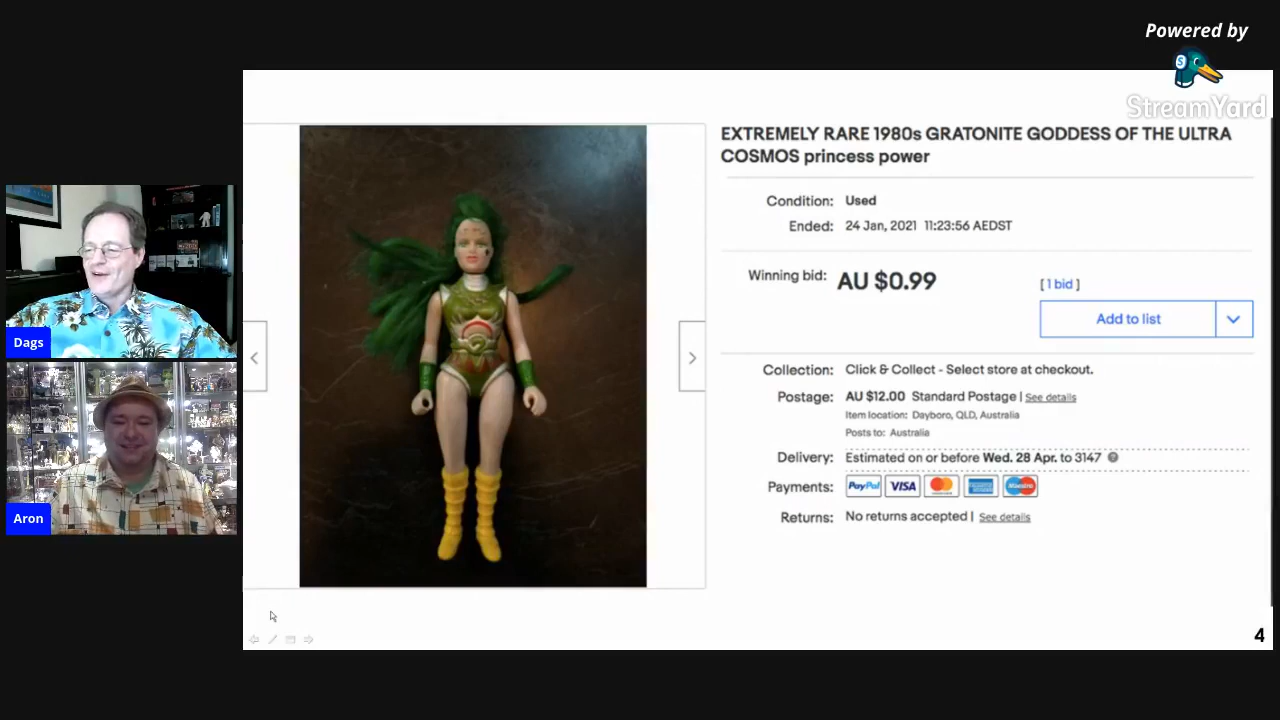 Powered by
StreamYard
EXTREMELY RARE 1980s GRATONITE GODDESS OF THE ULTRA
COSMOS princess power
Condition: Used
Ended: 24 Jan, 2021 11:23:56 AEDST
Winning bid: AU $0.99 [ 1 bid ]
Add to list
Collection: Click & Collect - Select store at checkout.
Postage: AU $12.00 Standard Postage | See details
Item location: Dayboro, QLD, Australia
Posts to: Australia
Delivery: Estimated on or before Wed. 28 Apr. to 3147
Payments: PayPal VISA MasterCard Maestro
Returns: No returns accepted | See details
Dags
Aron
4